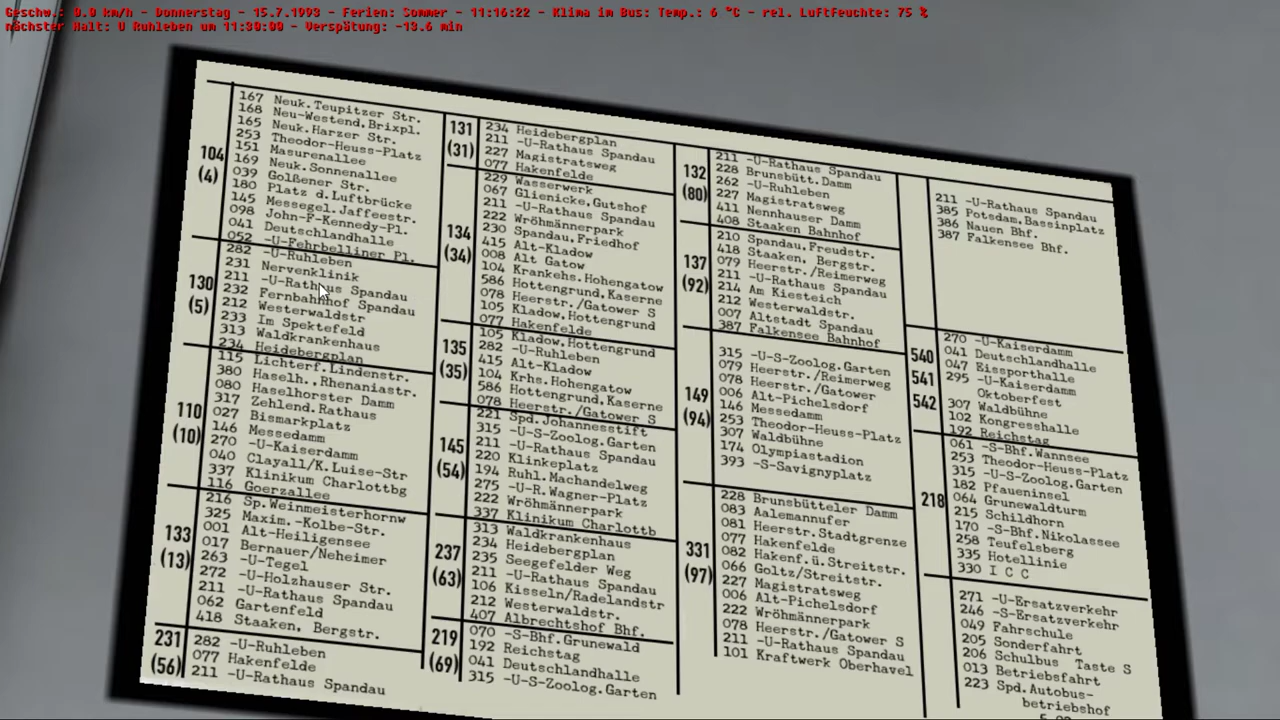 Geschw.: 0.0 km/h - Donnerstag - 15.7.1993 - Ferien: Sommer - 11:16:22 - Klima im Bus: Temp.: 6 °C - rel. Luftfeuchte: 75 %
nächster Halt: U Ruhleben um 11:30:00 - Verspätung: -13.6 min
104
(4)
167 Neuk.Teupitzer Str.
168 Neu-Westend.Brixpl.
165 Neuk.Harzer Str.
253 Theodor-Heuss-Platz
151 Masurenallee
169 Neuk.Sonnenallee
039 Golßener Str.
180 Platz d.Luftbrücke
145 Messegel.Jaffeestr.
098 John-F-Kennedy-Pl.
041 Deutschlandhalle
052 -U-Fehrbelliner Pl.
130
(5)
282 -U-Ruhleben
231 Nervenklinik
211 -U-Rathaus Spandau
232 Fernbahnhof Spandau
212 Westerwaldstr
233 Im Spektefeld
313 Waldkrankenhaus
234 Heidebergplan
110
(10)
115 Lichterf.Lindenstr.
380 Haselh..Rhenaniastr.
080 Haselhorster Damm
317 Zehlend.Rathaus
027 Bismarkplatz
146 Messedamm
270 -U-Kaiserdamm
040 Clayall/K.Luise-Str
337 Klinikum Charlottbg
116 Goerzallee
133
(13)
216 Sp.Weinmeisterhornw
325 Maxim.-Kolbe-Str.
001 Alt-Heiligensee
017 Bernauer/Neheimer
263 -U-Tegel
272 -U-Holzhauser Str.
211 -U-Rathaus Spandau
062 Gartenfeld
418 Staaken, Bergstr.
231
(56)
282 -U-Ruhleben
077 Hakenfelde
211 -U-Rathaus Spandau
131
(31)
234 Heidebergplan
211 -U-Rathaus Spandau
227 Magistratsweg
077 Hakenfelde
134
(34)
229 Wasserwerk
067 Glienicke.Gutshof
211 -U-Rathaus Spandau
222 Wröhmännerpark
230 Spandau.Friedhof
415 Alt-Kladow
008 Alt Gatow
104 Krankehs.Hohengatow
586 Hottengrund.Kaserne
078 Heerstr./Gatower S
105 Kladow.Hottengrund
077 Hakenfelde
135
(35)
105 Kladow.Hottengrund
282 -U-Ruhleben
415 Alt-Kladow
104 Krhs.Hohengatow
586 Hottengrund.Kaserne
078 Heerstr./Gatower S
145
(54)
221 Spd.Johannesstift
315 -U-S-Zoolog.Garten
211 -U-Rathaus Spandau
220 Klinkeplatz
194 Ruhl.Machandelweg
275 -U-R.Wagner-Platz
222 Wröhmännerpark
337 Klinikum Charlottb
237
(63)
313 Waldkrankenhaus
234 Heidebergplan
235 Seegefelder Weg
211 -U-Rathaus Spandau
106 Kisseln/Radelandstr
212 Westerwaldstr.
407 Albrechtshof Bhf.
219
(69)
070 -S-Bhf.Grunewald
192 Reichstag
041 Deutschlandhalle
315 -U-S-Zoolog.Garten
132
(80)
211 -U-Rathaus Spandau
228 Brunsbütt.Damm
262 -U-Ruhleben
227 Magistratsweg
411 Nennhauser Damm
408 Staaken Bahnhof
137
(92)
210 Spandau.Freudstr.
418 Staaken, Bergstr.
079 Heerstr./Reimerweg
211 -U-Rathaus Spandau
214 Am Kiesteich
212 Westerwaldstr.
007 Altstadt Spandau
387 Falkensee Bahnhof
149
(94)
315 -U-S-Zoolog.Garten
079 Heerstr./Reimerweg
078 Heerstr./Gatower
006 Alt-Pichelsdorf
146 Messedamm
253 Theodor-Heuss-Platz
307 Waldbühne
174 Olympiastadion
393 -S-Savignyplatz
331
(97)
228 Brunsbütteler Damm
083 Aalemannufer
081 Heerstr.Stadtgrenze
077 Hakenfelde
082 Hakenf.ü.Streitstr.
066 Goltz/Streitstr.
227 Magistratsweg
006 Alt-Pichelsdorf
222 Wröhmännerpark
078 Heerstr./Gatower S
211 -U-Rathaus Spandau
101 Kraftwerk Oberhavel
211 -U-Rathaus Spandau
385 Potsdam.Bassinplatz
386 Nauen Bhf.
387 Falkensee Bhf.
540
541
542
270 -U-Kaiserdamm
041 Deutschlandhalle
047 Eissporthalle
295 -U-Kaiserdamm
Oktoberfest
307 Waldbühne
102 Kongresshalle
192 Reichstag
218
061 -S-Bhf.Wannsee
253 Theodor-Heuss-Platz
315 -U-S-Zoolog.Garten
182 Pfaueninsel
064 Grunewaldturm
215 Schildhorn
170 -S-Bhf.Nikolassee
258 Teufelsberg
335 Hotellinie
330 I C C
271 -U-Ersatzverkehr
246 -S-Ersatzverkehr
049 Fahrschule
205 Sonderfahrt
206 Schulbus Taste S
013 Betriebsfahrt
223 Spd.Autobus-
betriebshof